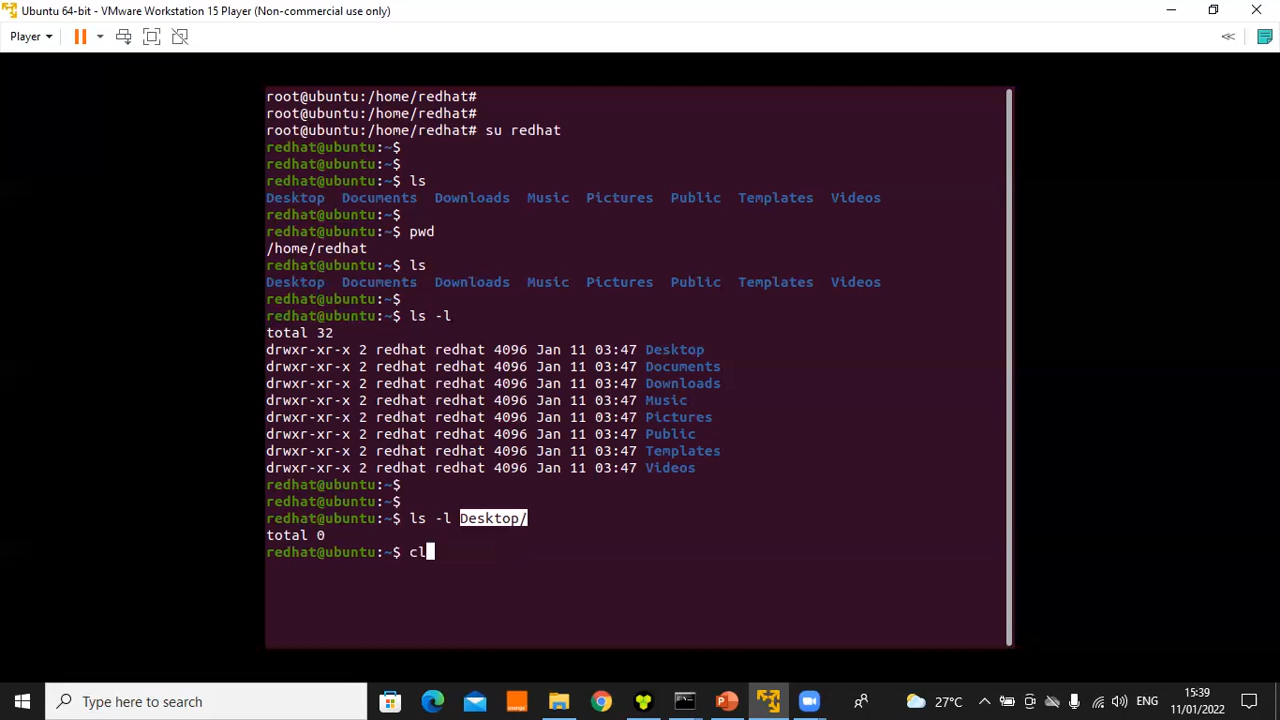 Ubuntu 64-bit - VMware Workstation 15 Player (Non-commercial use only)
Player
root@ubuntu:/home/redhat#
root@ubuntu:/home/redhat#
root@ubuntu:/home/redhat# su redhat
redhat@ubuntu:~$
redhat@ubuntu:~$
redhat@ubuntu:~$ ls
Desktop  Documents  Downloads  Music  Pictures  Public  Templates  Videos
redhat@ubuntu:~$
redhat@ubuntu:~$ pwd
/home/redhat
redhat@ubuntu:~$ ls
Desktop  Documents  Downloads  Music  Pictures  Public  Templates  Videos
redhat@ubuntu:~$
redhat@ubuntu:~$ ls -l
total 32
drwxr-xr-x 2 redhat redhat 4096 Jan 11 03:47 Desktop
drwxr-xr-x 2 redhat redhat 4096 Jan 11 03:47 Documents
drwxr-xr-x 2 redhat redhat 4096 Jan 11 03:47 Downloads
drwxr-xr-x 2 redhat redhat 4096 Jan 11 03:47 Music
drwxr-xr-x 2 redhat redhat 4096 Jan 11 03:47 Pictures
drwxr-xr-x 2 redhat redhat 4096 Jan 11 03:47 Public
drwxr-xr-x 2 redhat redhat 4096 Jan 11 03:47 Templates
drwxr-xr-x 2 redhat redhat 4096 Jan 11 03:47 Videos
redhat@ubuntu:~$
redhat@ubuntu:~$
redhat@ubuntu:~$ ls -l Desktop/
total 0
redhat@ubuntu:~$ cl
Type here to search
orange
27°C
ENG
15:39
11/01/2022